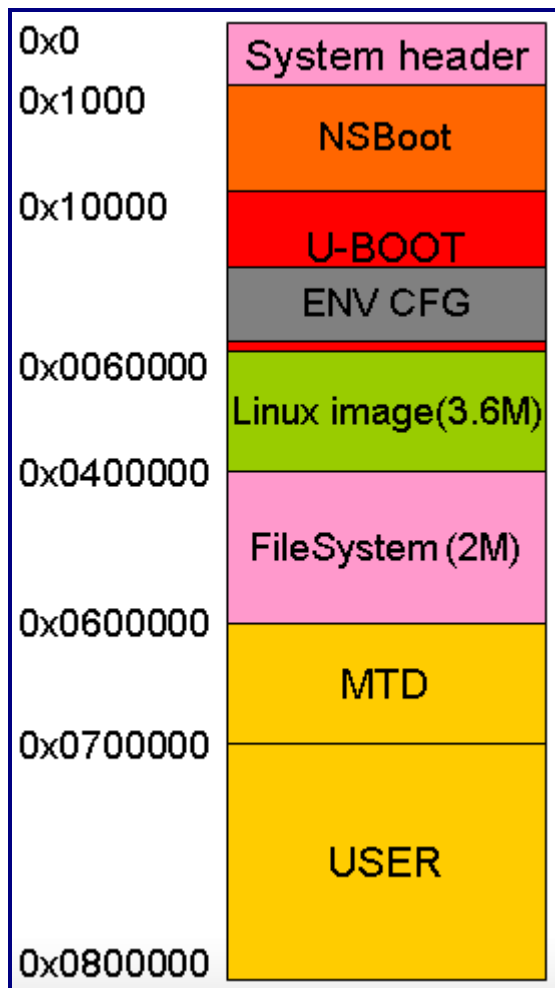 0x0
System header
0x1000
NSBoot
0x10000
U-BOOT
ENV CFG
0x0060000
Linux image(3.6M)
0x0400000
FileSystem (2M)
0x0600000
MTD
0x0700000
USER
0x0800000